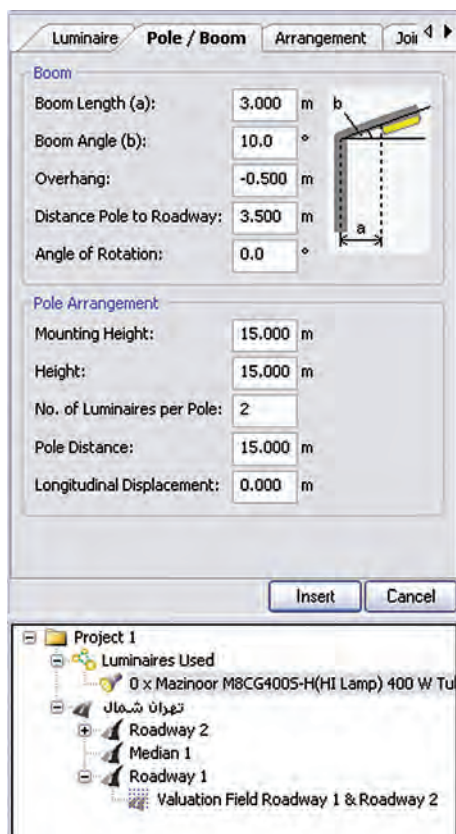 Luminaire Pole / Boom Arrangement Join
Boom
Boom Length (a): 3.000 m
Boom Angle (b): 10.0 °
Overhang: -0.500 m
Distance Pole to Roadway: 3.500 m
Angle of Rotation: 0.0 °
b
a
Pole Arrangement
Mounting Height: 15.000 m
Height: 15.000 m
No. of Luminaires per Pole: 2
Pole Distance: 15.000 m
Longitudinal Displacement: 0.000 m
Insert Cancel
Project 1
Luminaires Used
0 x Mazinoor M8CG400S-H(HI Lamp) 400 W Tu
تهران شمال
Roadway 2
Median 1
Roadway 1
Valuation Field Roadway 1 & Roadway 2